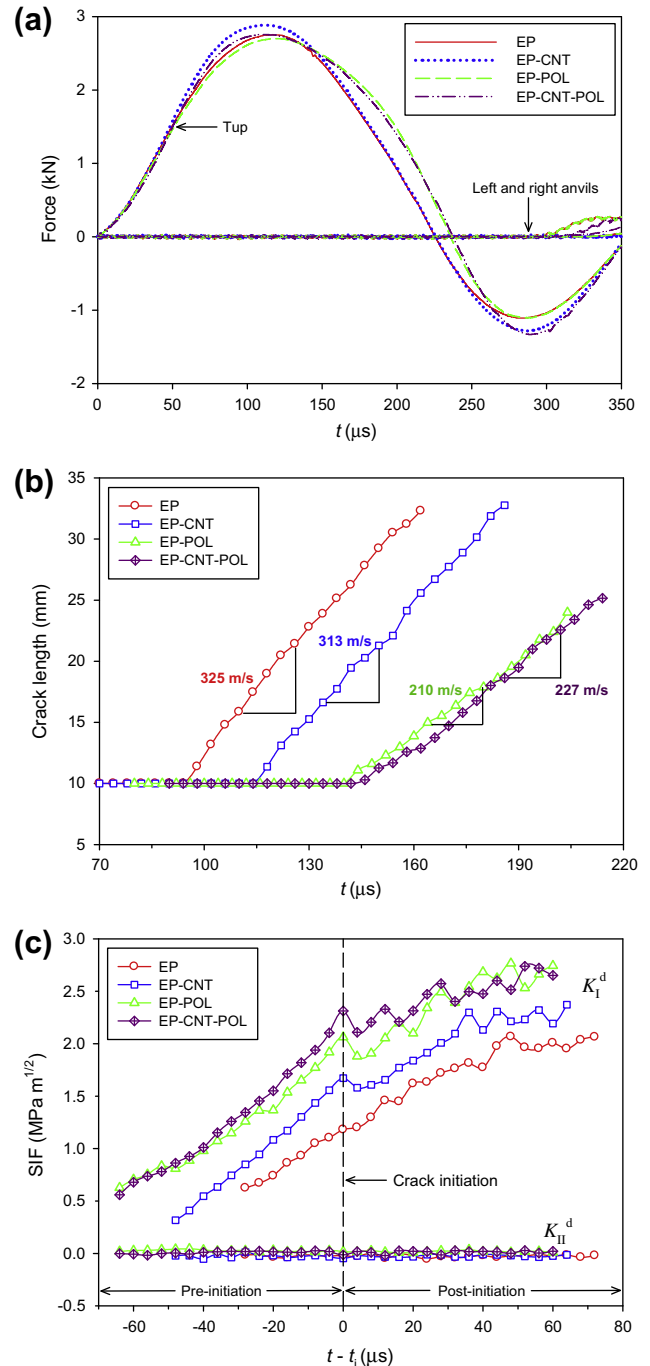 (a)
3
2
1
0
-1
-2
Force (kN)
EP
EP-CNT
EP-POL
EP-CNT-POL
Tup
Left and right anvils
0 50 100 150 200 250 300 350
t (μs)
(b)
35
30
25
20
15
10
5
Crack length (mm)
EP
EP-CNT
EP-POL
EP-CNT-POL
325 m/s
313 m/s
210 m/s
227 m/s
70 100 130 160 190 220
t (μs)
(c)
3.0
2.5
2.0
1.5
1.0
0.5
0.0
-0.5
SIF (MPa m^1/2)
EP
EP-CNT
EP-POL
EP-CNT-POL
K_I^d
Crack initiation
K_II^d
Pre-initiation
Post-initiation
-60 -40 -20 0 20 40 60 80
t - t_i (μs)